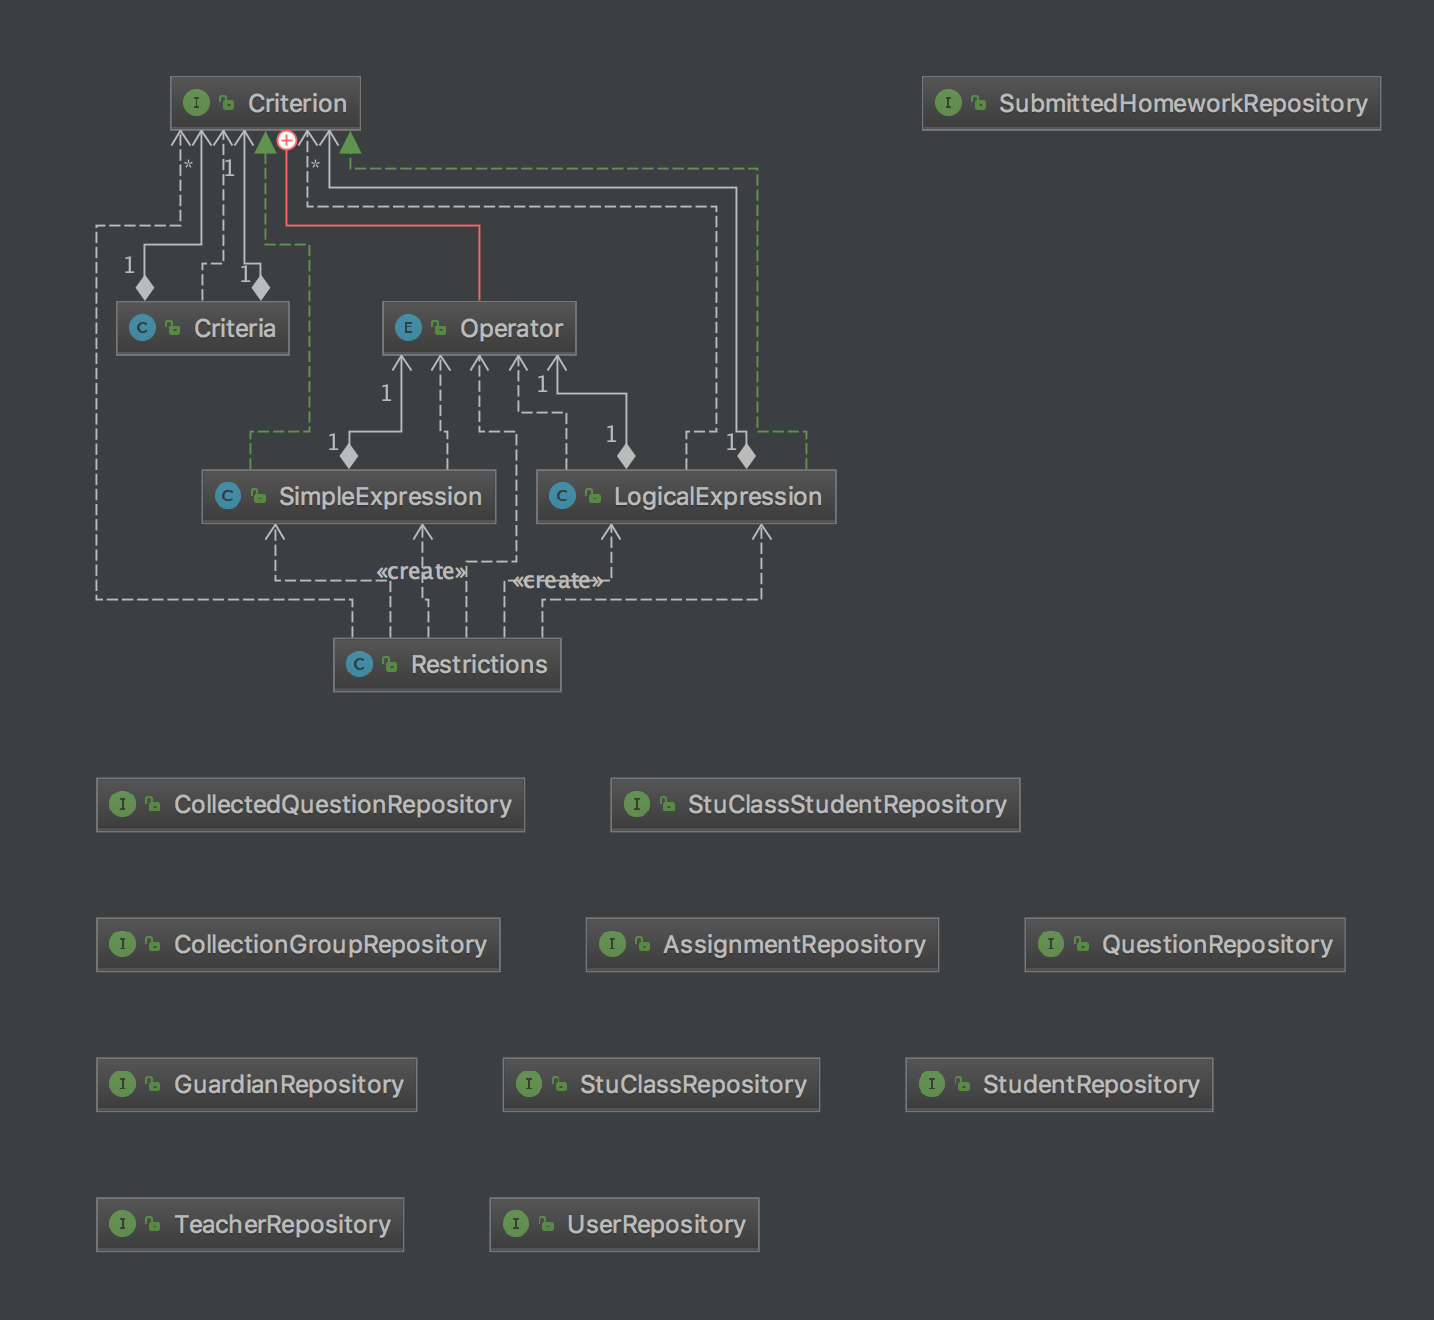 I Criterion
I SubmittedHomeworkRepository
* 1 *
1 1
C Criteria
E Operator
1 1
1 1 1
C SimpleExpression
C LogicalExpression
«create» «create»
C Restrictions
I CollectedQuestionRepository
I StuClassStudentRepository
I CollectionGroupRepository
I AssignmentRepository
I QuestionRepository
I GuardianRepository
I StuClassRepository
I StudentRepository
I TeacherRepository
I UserRepository